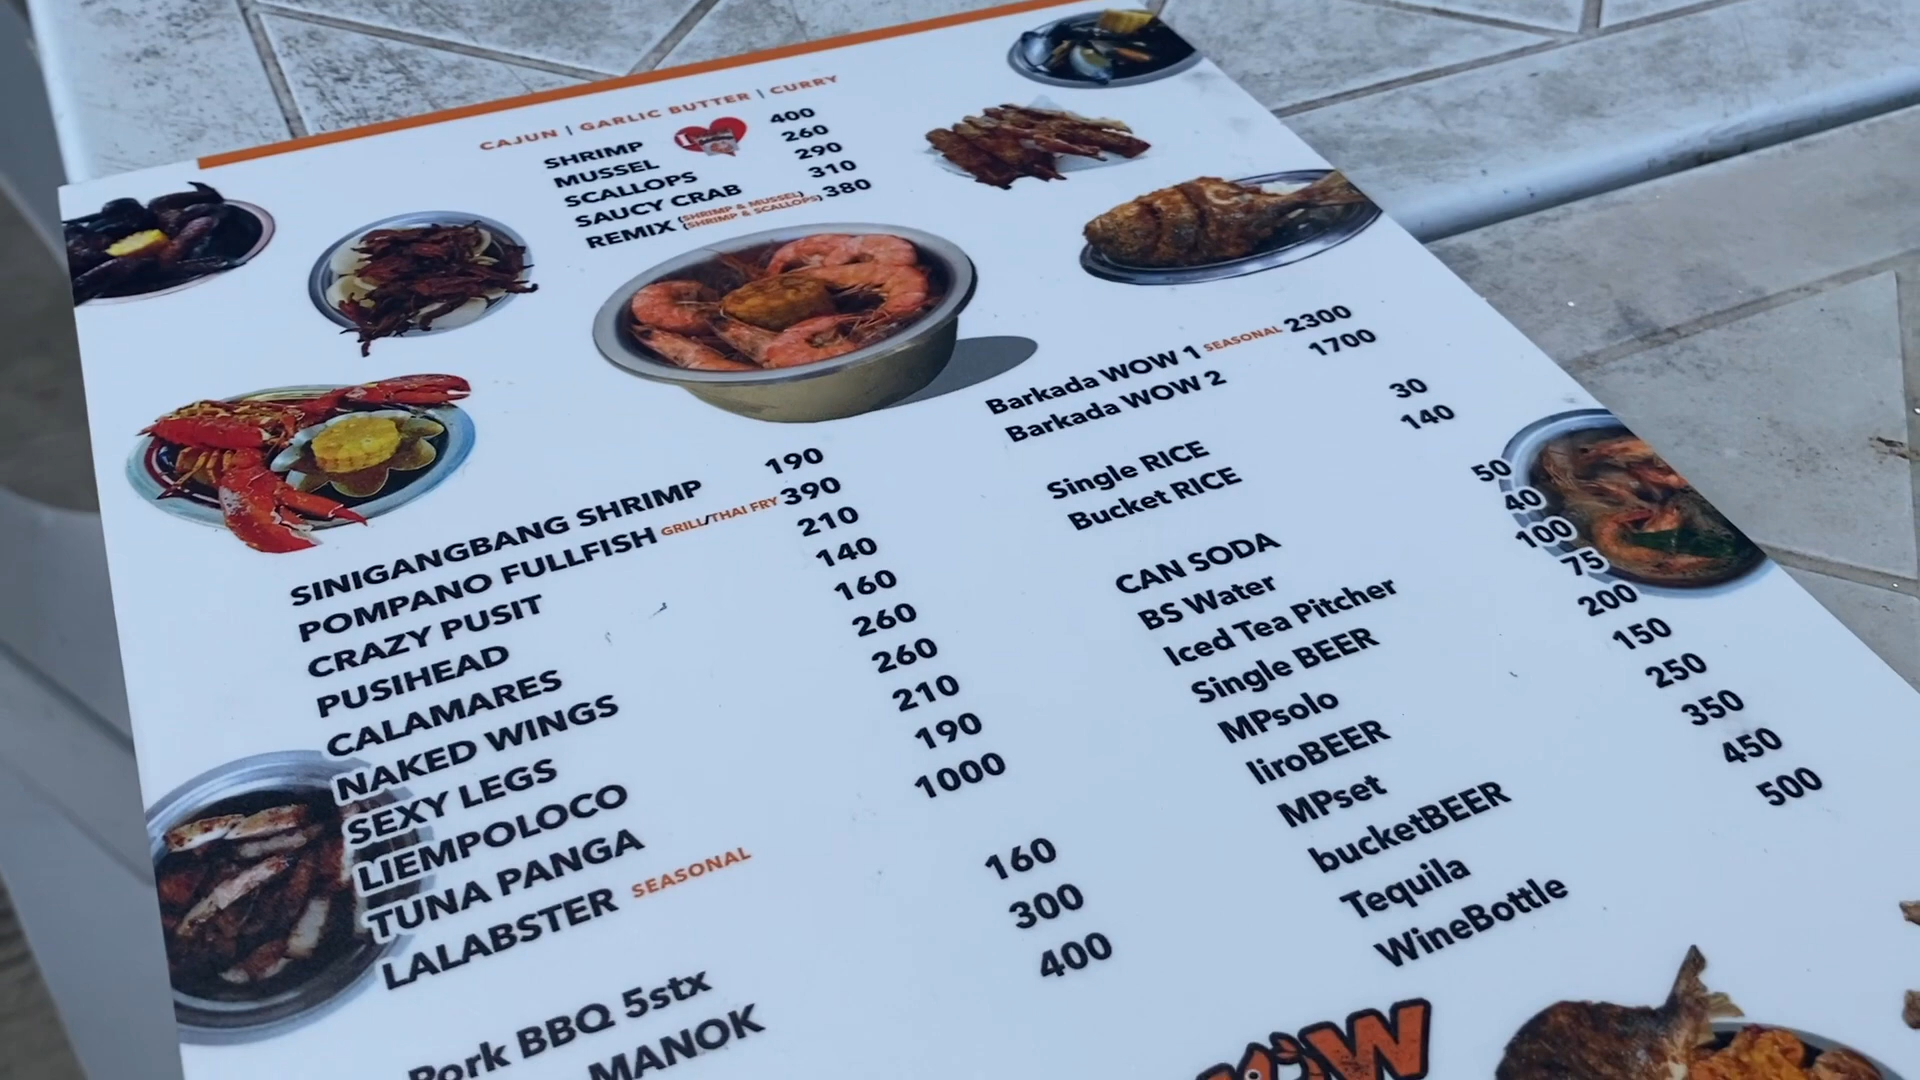 CAJUN | GARLIC BUTTER | CURRY
SHRIMP 400
MUSSEL 260
SCALLOPS 290
SAUCY CRAB 310
REMIX (SHRIMP & MUSSEL) (SHRIMP & SCALLOPS) 380
SINIGANGBANG SHRIMP 190
POMPANO FULLFISH GRILL/THAI FRY 390
CRAZY PUSIT 210
PUSIHEAD 140
CALAMARES 160
NAKED WINGS 260
SEXY LEGS 260
LIEMPOLOCO 210
TUNA PANGA 190
LALABSTER SEASONAL 1000
Pork BBQ 5stx 160
MANOK 300
400
Barkada WOW 1 SEASONAL 2300
Barkada WOW 2 1700
Single RICE 30
Bucket RICE 140
CAN SODA 50
BS Water 40
Iced Tea Pitcher 100
Single BEER 75
MPsolo 200
liroBEER 150
MPset 250
bucketBEER 350
Tequila 450
WineBottle 500